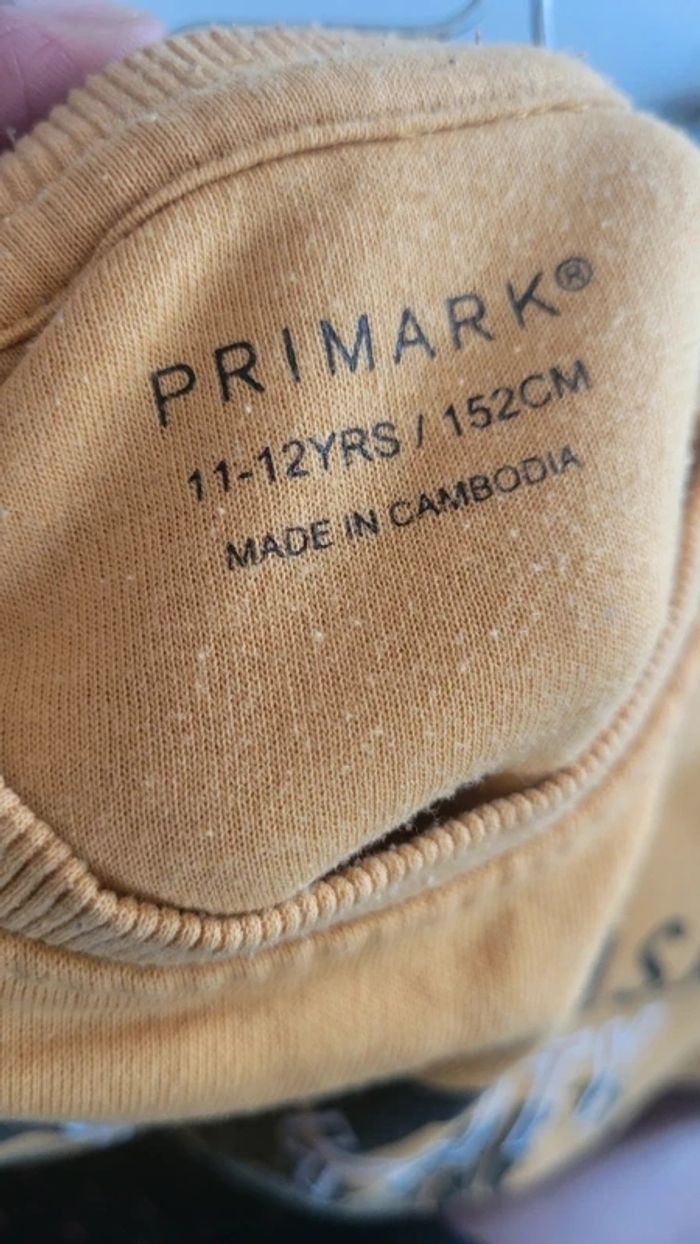 PRIMARK®
11-12YRS / 152CM
MADE IN CAMBODIA